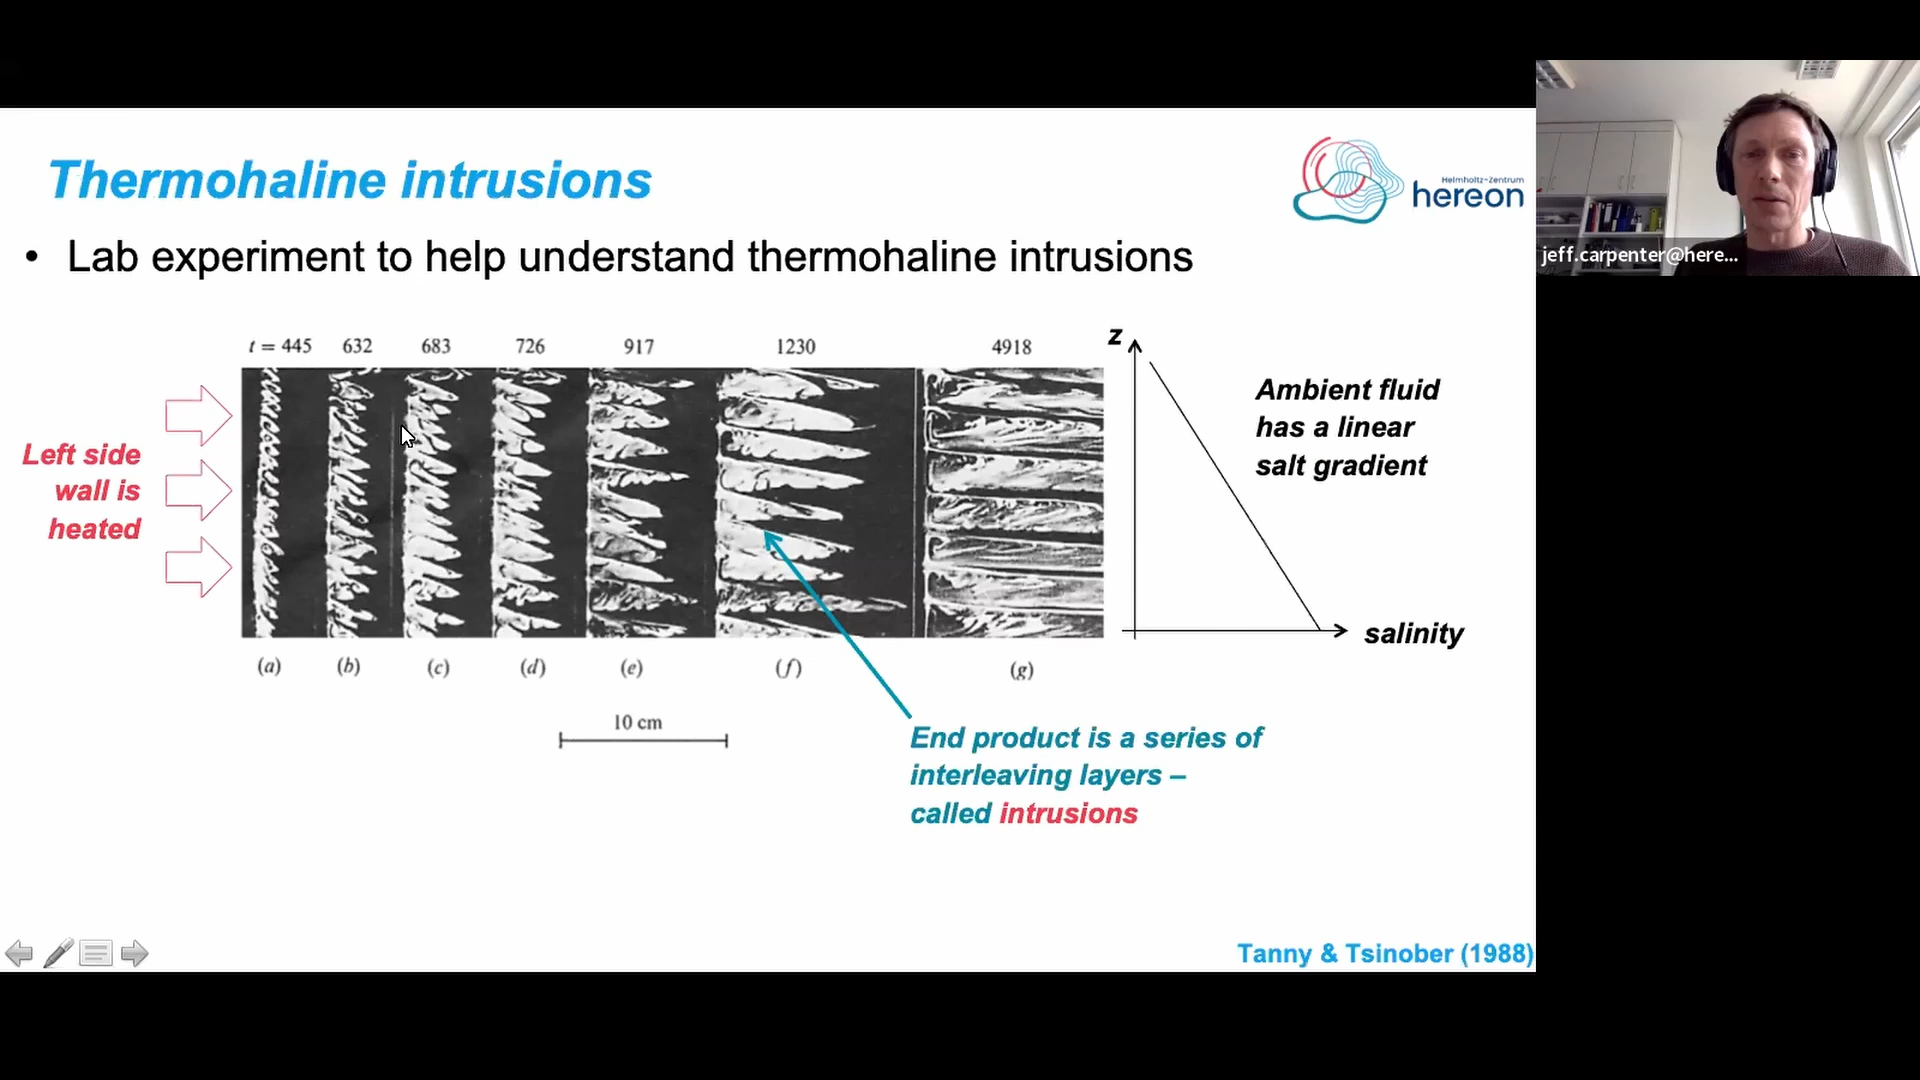 Thermohaline intrusions
Helmholtz-Zentrum
hereon
jeff.carpenter@here...
• Lab experiment to help understand thermohaline intrusions
t = 445 632 683 726 917 1230 4918
z
Left side
wall is
heated
Ambient fluid
has a linear
salt gradient
salinity
(a) (b) (c) (d) (e) (f) (g)
10 cm
End product is a series of
interleaving layers –
called intrusions
Tanny & Tsinober (1988)